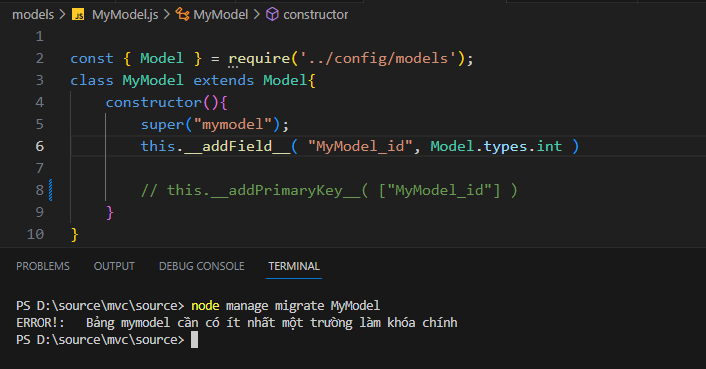 models > JS MyModel.js > MyModel > constructor
1
2 const { Model } = require('../config/models');
3 class MyModel extends Model{
4 constructor(){
5 super("mymodel");
6 this.__addField__( "MyModel_id", Model.types.int )
7
8 // this.__addPrimaryKey__( ["MyModel_id"] )
9 }
10 }
PROBLEMS OUTPUT DEBUG CONSOLE TERMINAL
PS D:\source\mvc\source> node manage migrate MyModel
ERROR!: Bảng mymodel cần có ít nhất một trường làm khóa chính
PS D:\source\mvc\source>